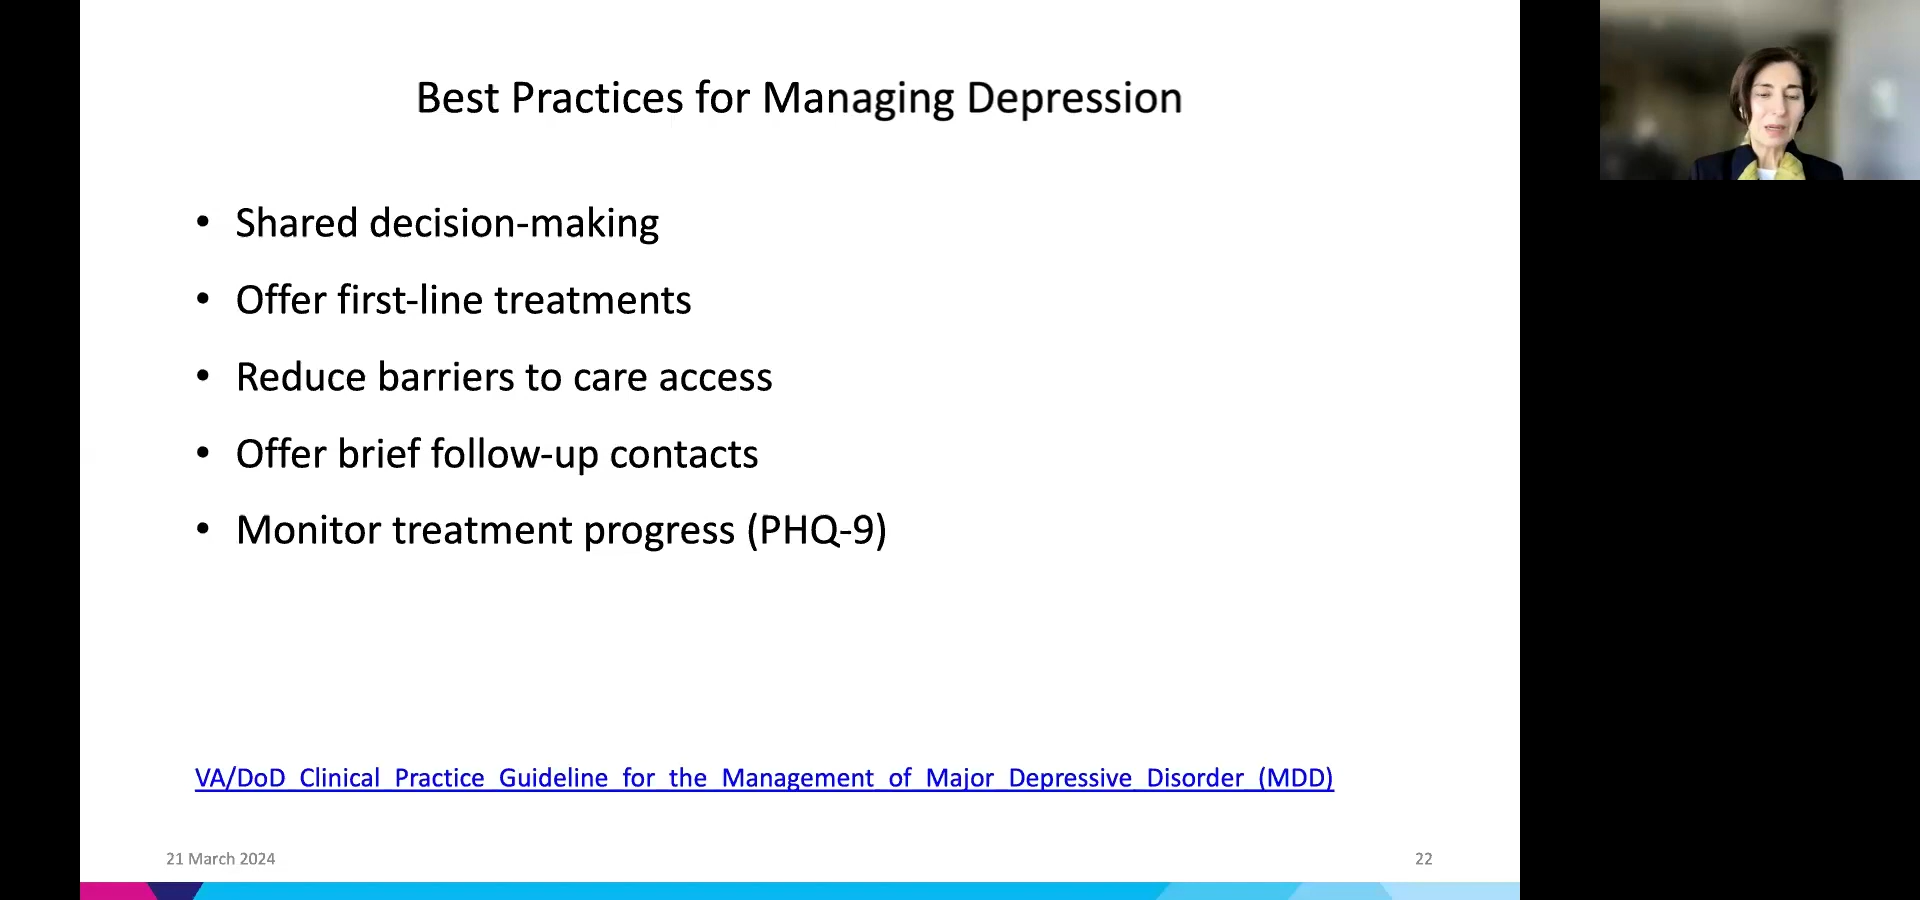 Best Practices for Managing Depression
• Shared decision-making
• Offer first-line treatments
• Reduce barriers to care access
• Offer brief follow-up contacts
• Monitor treatment progress (PHQ-9)
VA/DoD Clinical Practice Guideline for the Management of Major Depressive Disorder (MDD)
21 March 2024
22